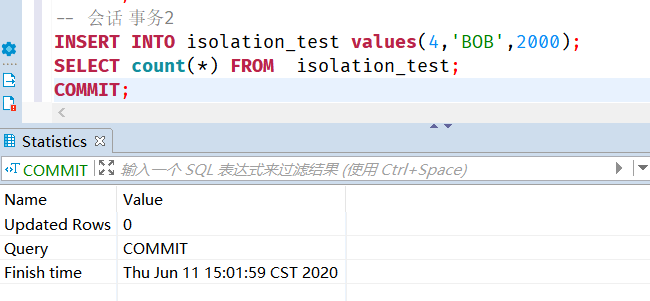 -- 会话 事务2
INSERT INTO isolation_test values(4,'BOB',2000);
SELECT count(*) FROM  isolation_test;
COMMIT;
Statistics
COMMIT 输入一个 SQL 表达式来过滤结果 (使用 Ctrl+Space)
Name Value
Updated Rows 0
Query COMMIT
Finish time Thu Jun 11 15:01:59 CST 2020